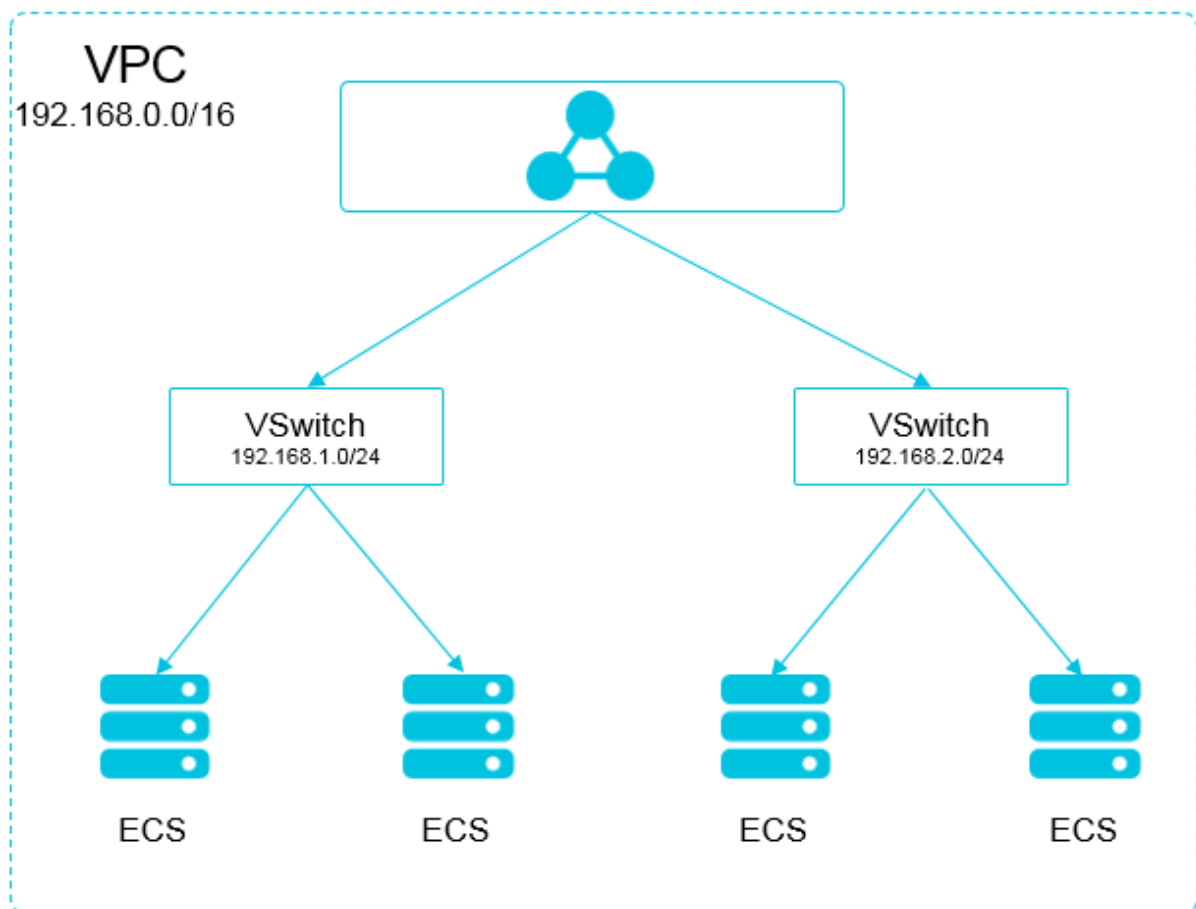 VPC
192.168.0.0/16
VSwitch
192.168.1.0/24
VSwitch
192.168.2.0/24
ECS
ECS
ECS
ECS